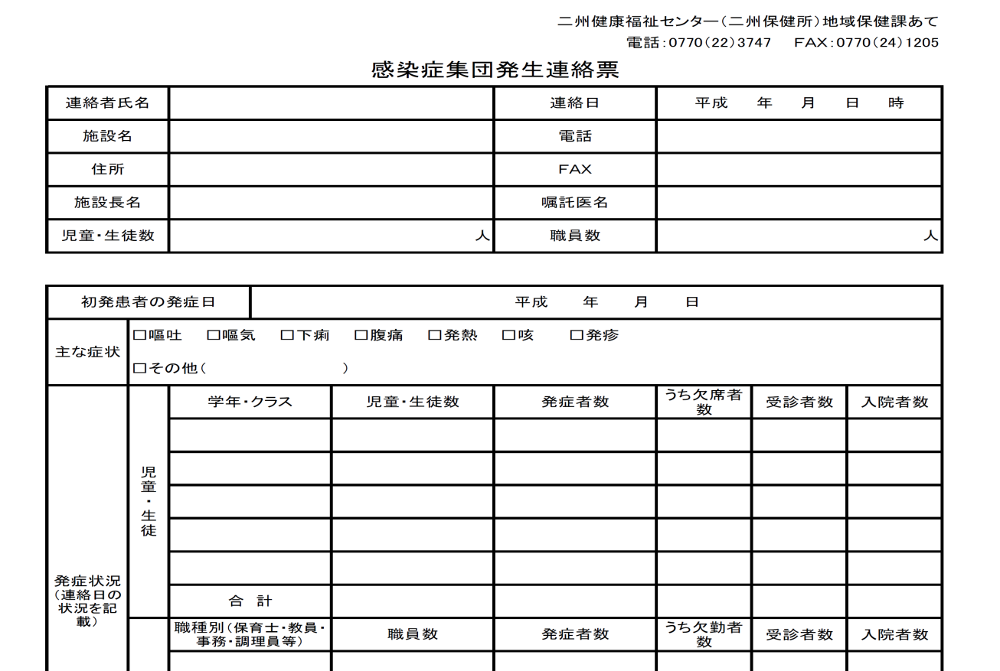 二州健康福祉センター(二州保健所)地域保健課あて
電話:0770(22)3747 FAX:0770(24)1205
感染症集団発生連絡票
連絡者氏名 連絡日 平成 年 月 日 時
施設名 電話
住所 FAX
施設長名 嘱託医名
児童・生徒数 人 職員数 人
初発患者の発症日 平成 年 月 日
主な症状
□嘔吐 □嘔気 □下痢 □腹痛 □発熱 □咳 □発疹
□その他( )
発症状況
(連絡日の
状況を記
載)
児童・生徒
学年・クラス 児童・生徒数 発症者数 うち欠席者
数 受診者数 入院者数
合 計
職種別(保育士・教員・
事務・調理員等) 職員数 発症者数 うち欠勤者
数 受診者数 入院者数